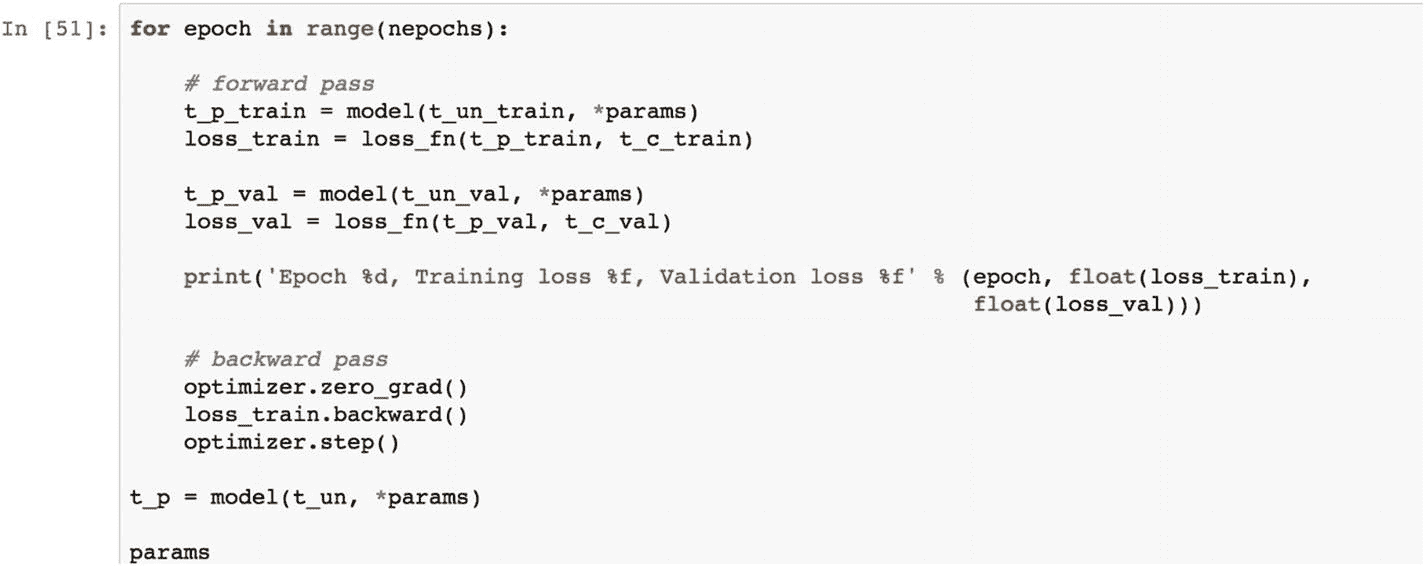 In [51]: for epoch in range(nepochs):
# forward pass
t_p_train = model(t_un_train, *params)
loss_train = loss_fn(t_p_train, t_c_train)
t_p_val = model(t_un_val, *params)
loss_val = loss_fn(t_p_val, t_c_val)
print('Epoch %d, Training loss %f, Validation loss %f' % (epoch, float(loss_train),
float(loss_val)))
# backward pass
optimizer.zero_grad()
loss_train.backward()
optimizer.step()
t_p = model(t_un, *params)
params